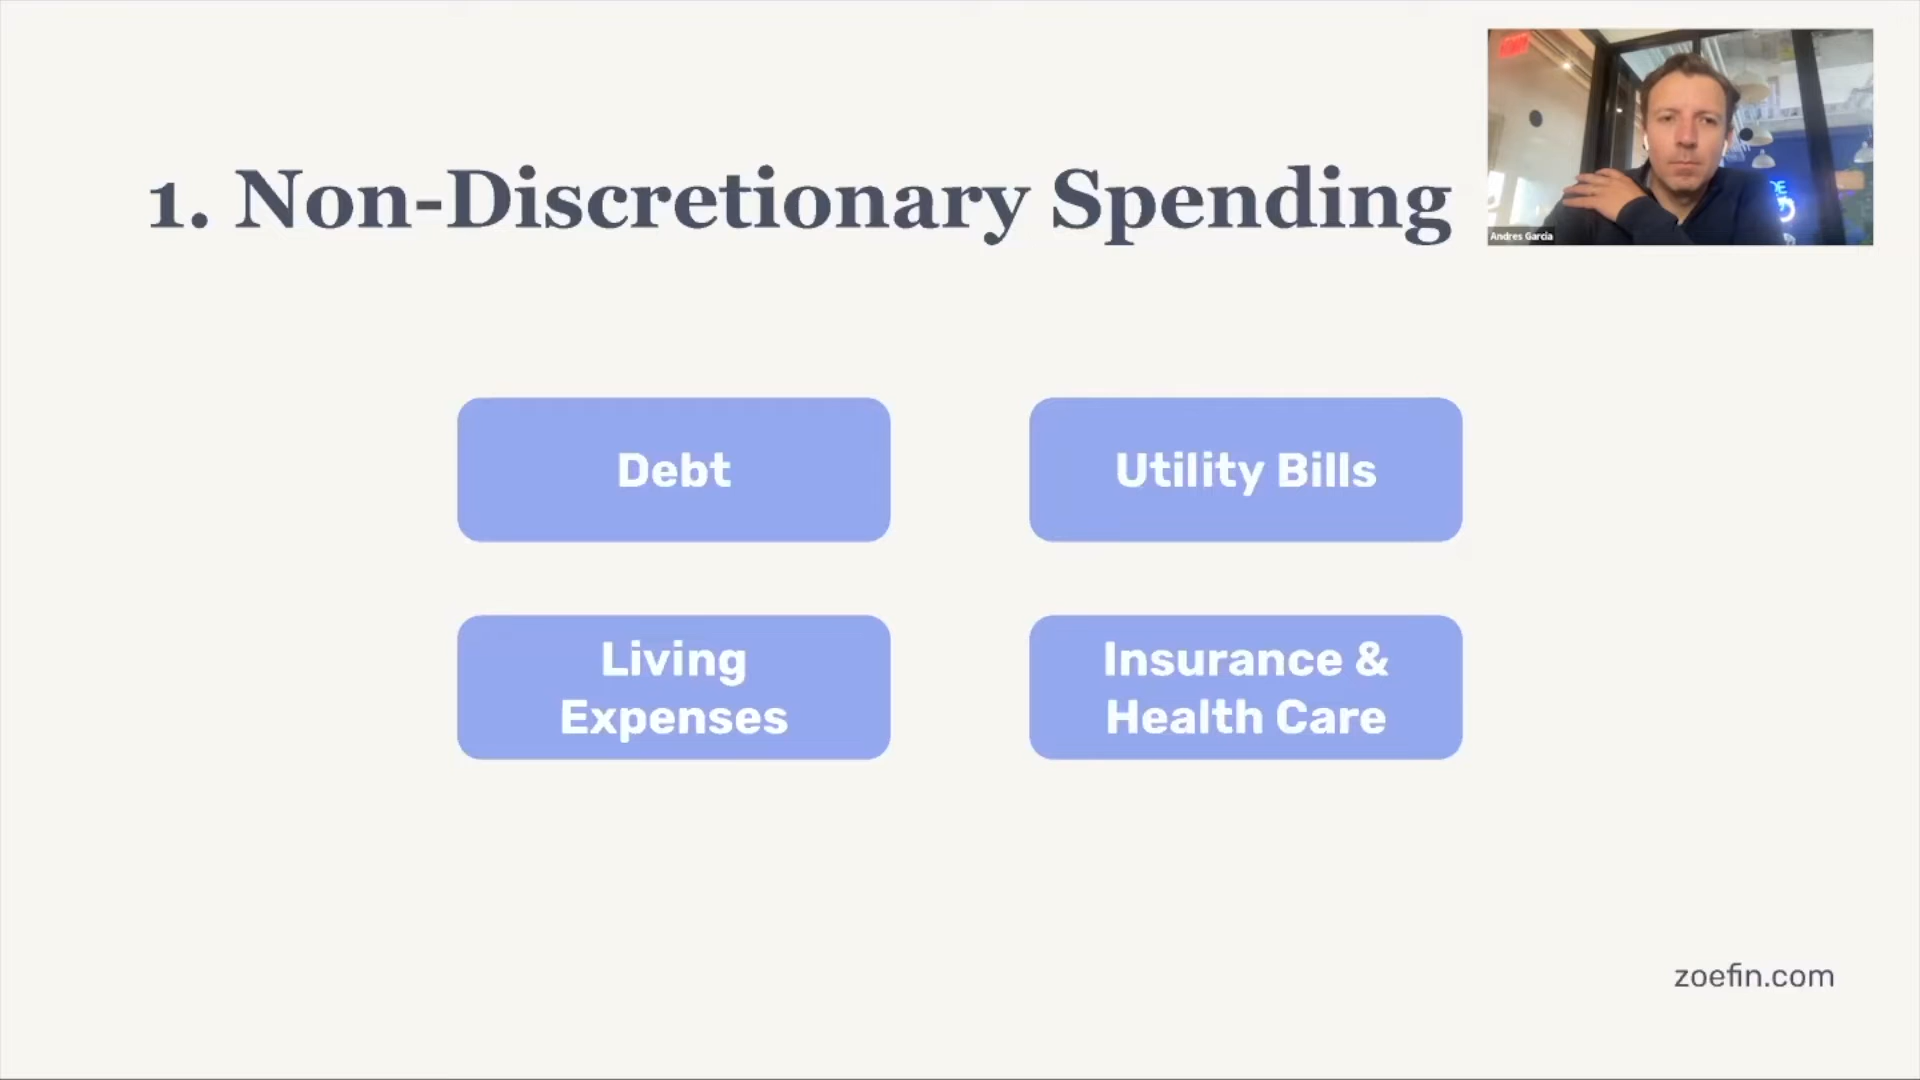 1. Non-Discretionary Spending
Andres Garcia
Debt
Utility Bills
Living
Expenses
Insurance &
Health Care
zoefin.com